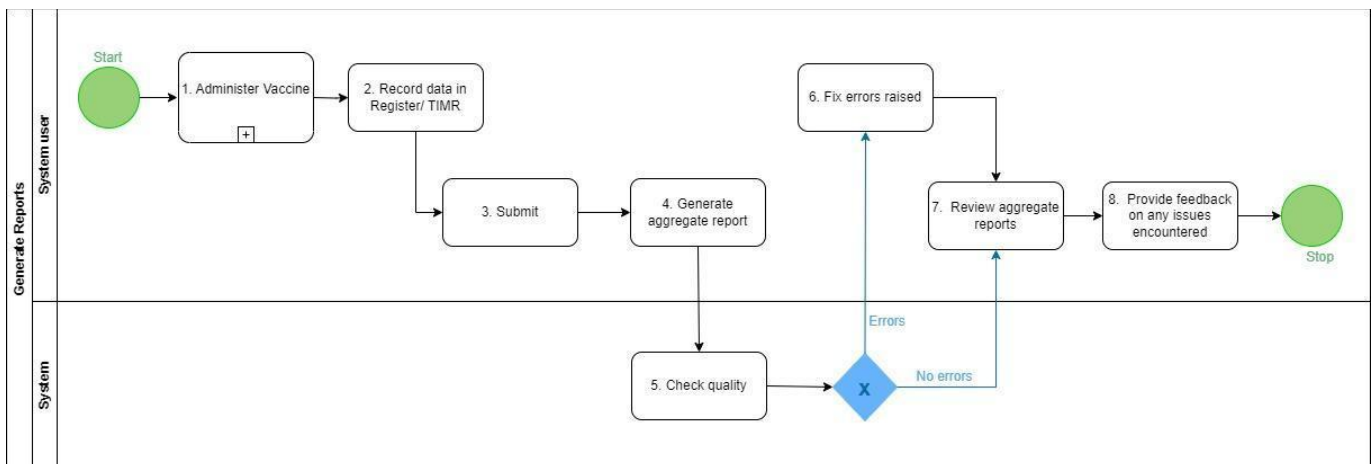 Generate Reports
System user
Start
1. Administer Vaccine
+
2. Record data in
Register/ TIMR
3. Submit
4. Generate
aggregate report
6. Fix errors raised
7. Review aggregate
reports
8. Provide feedback
on any issues
encountered
Stop
System
5. Check quality
X
Errors
No errors